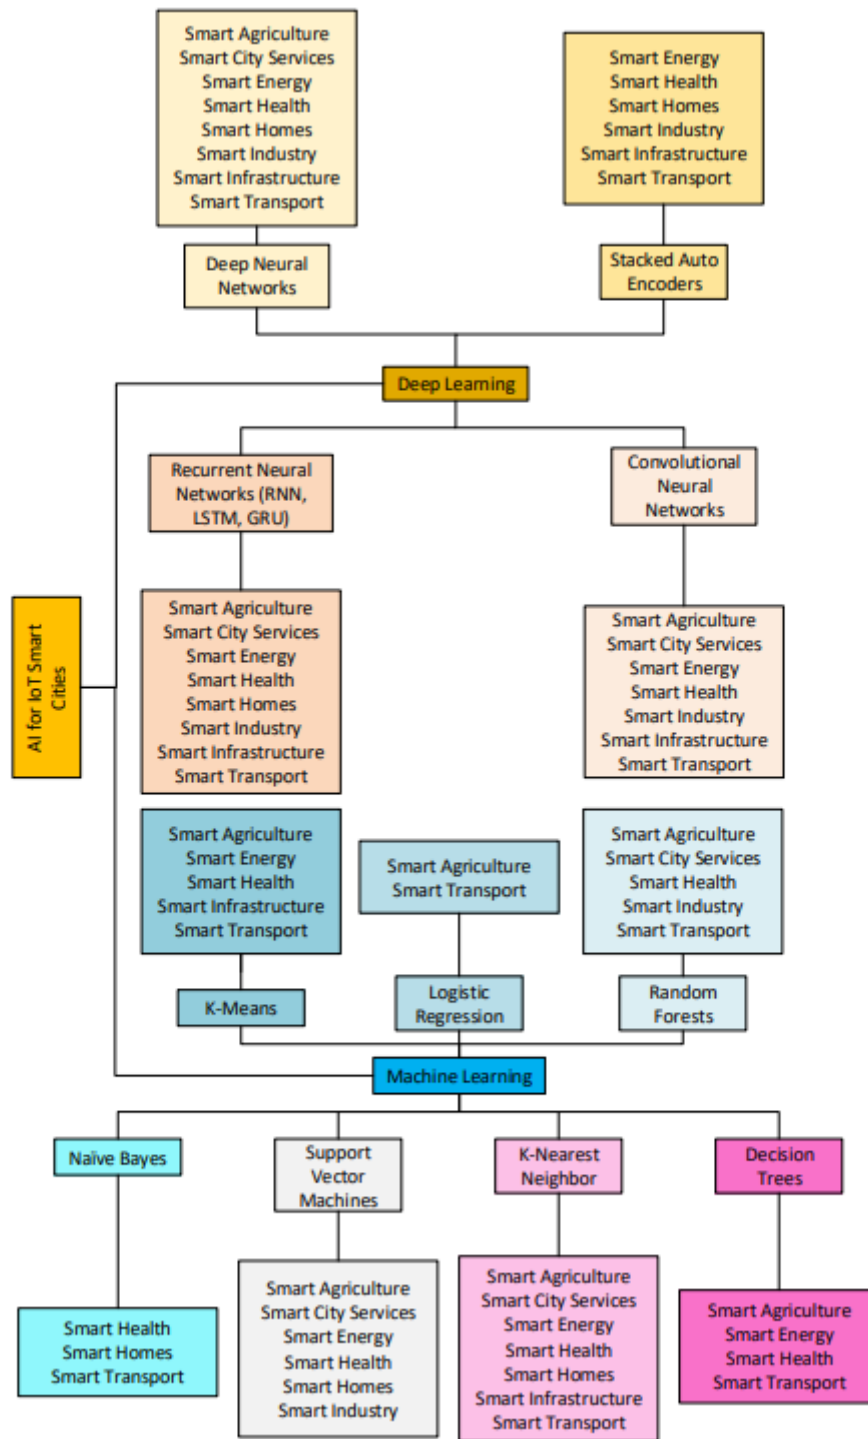 Smart Agriculture
Smart City Services
Smart Energy
Smart Health
Smart Homes
Smart Industry
Smart Infrastructure
Smart Transport
Smart Energy
Smart Health
Smart Homes
Smart Industry
Smart Infrastructure
Smart Transport
Deep Neural
Networks
Stacked Auto
Encoders
Deep Learning
Recurrent Neural
Networks (RNN,
LSTM, GRU)
Convolutional
Neural
Networks
AI for IoT Smart
Cities
Smart Agriculture
Smart City Services
Smart Energy
Smart Health
Smart Homes
Smart Industry
Smart Infrastructure
Smart Transport
Smart Agriculture
Smart City Services
Smart Energy
Smart Health
Smart Industry
Smart Infrastructure
Smart Transport
Smart Agriculture
Smart Energy
Smart Health
Smart Infrastructure
Smart Transport
Smart Agriculture
Smart Transport
Smart Agriculture
Smart City Services
Smart Health
Smart Industry
Smart Transport
K-Means
Logistic
Regression
Random
Forests
Machine Learning
Naïve Bayes
Support
Vector
Machines
K-Nearest
Neighbor
Decision
Trees
Smart Health
Smart Homes
Smart Transport
Smart Agriculture
Smart City Services
Smart Energy
Smart Health
Smart Homes
Smart Industry
Smart Agriculture
Smart City Services
Smart Energy
Smart Health
Smart Homes
Smart Infrastructure
Smart Transport
Smart Agriculture
Smart Energy
Smart Health
Smart Transport